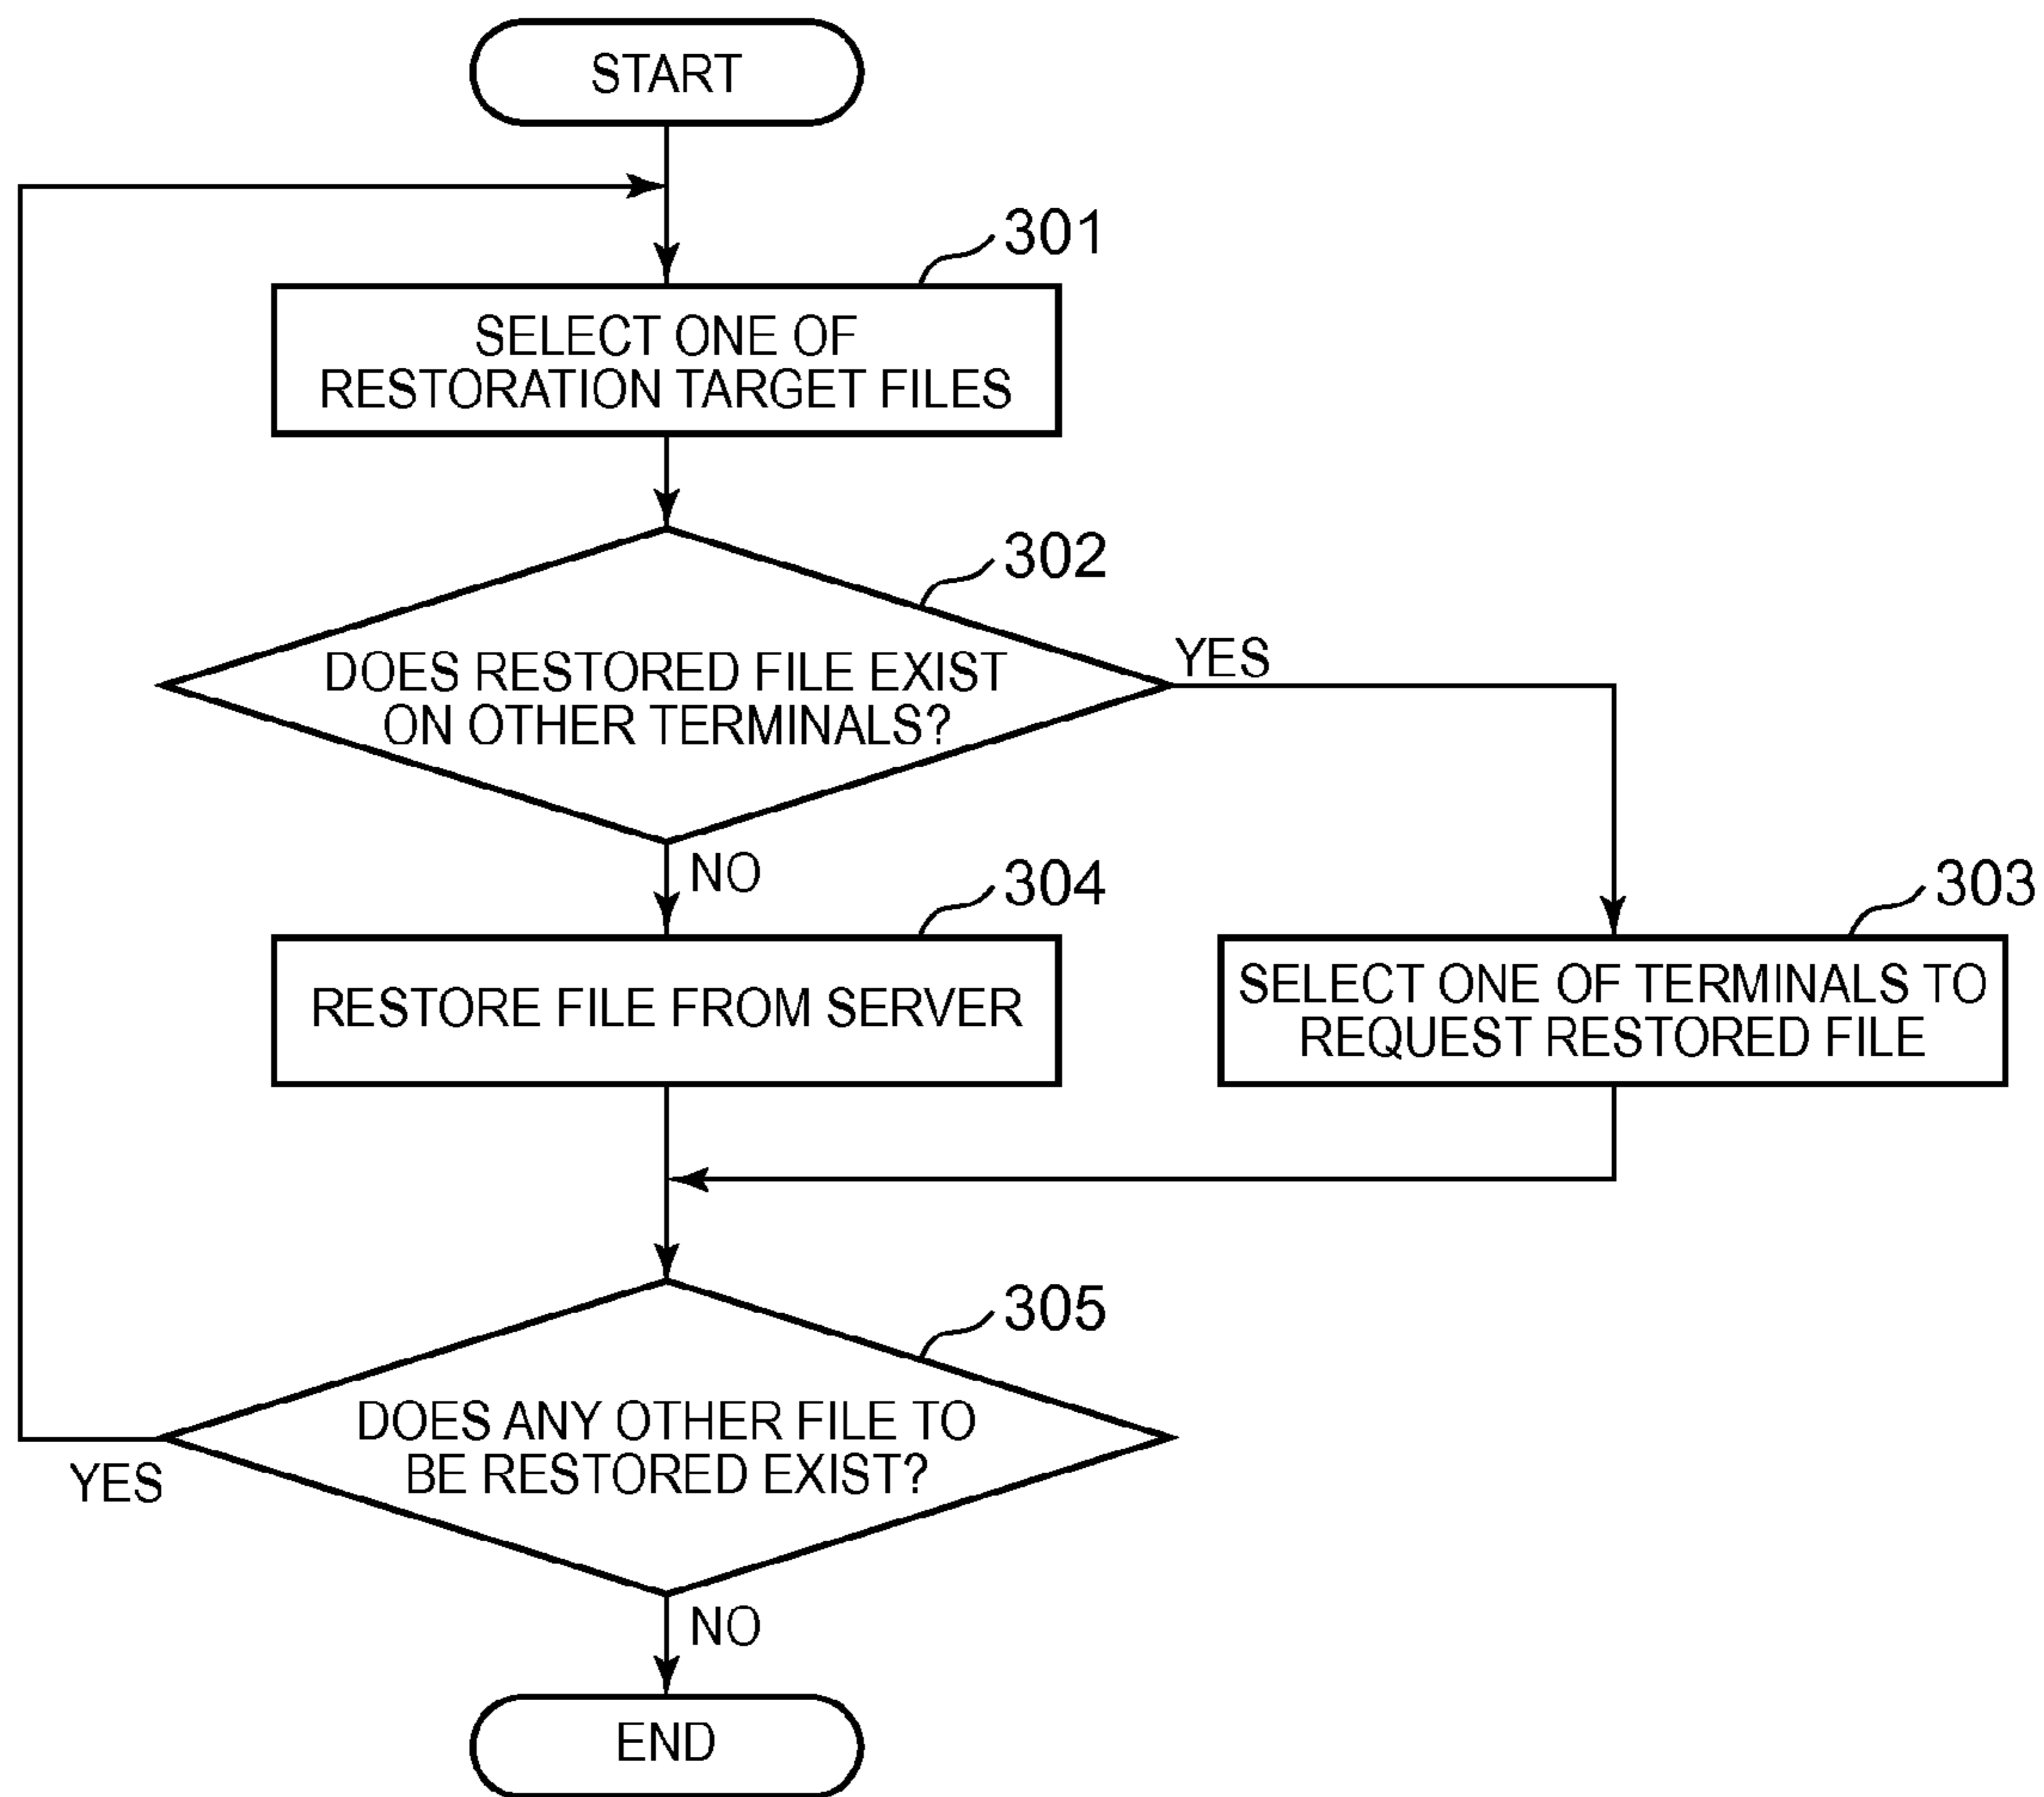 START
301
SELECT ONE OF
RESTORATION TARGET FILES
302
DOES RESTORED FILE EXIST
ON OTHER TERMINALS?
YES
NO
304
RESTORE FILE FROM SERVER
303
SELECT ONE OF TERMINALS TO
REQUEST RESTORED FILE
305
DOES ANY OTHER FILE TO
BE RESTORED EXIST?
YES
NO
END